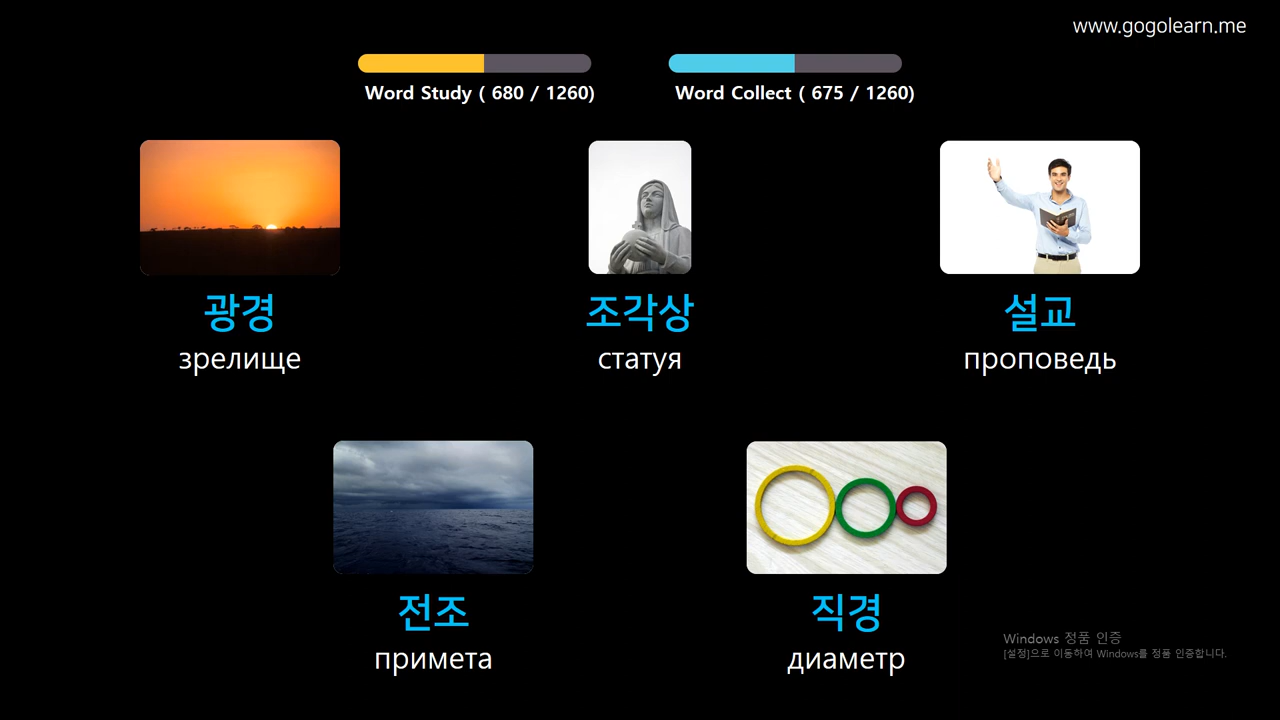 www.gogolearn.me
Word Study ( 680 / 1260)
Word Collect ( 675 / 1260)
광경
조각상
설교
зрелище
статуя
проповедь
전조
직경
примета
диаметр
Windows 정품 인증
[설정]으로 이동하여 Windows를 정품 인증합니다.